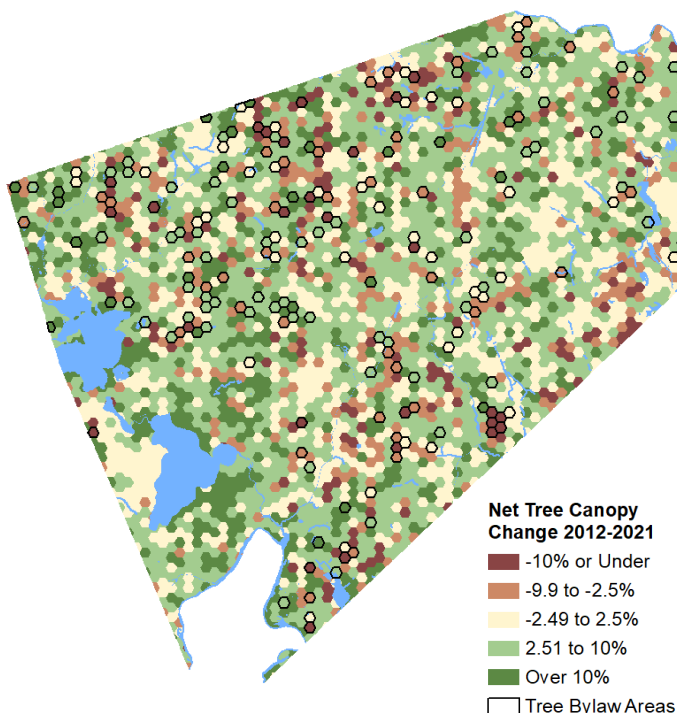 Net Tree Canopy
Change 2012-2021
-10% or Under
-9.9 to -2.5%
-2.49 to 2.5%
2.51 to 10%
Over 10%
Tree Bylaw Areas